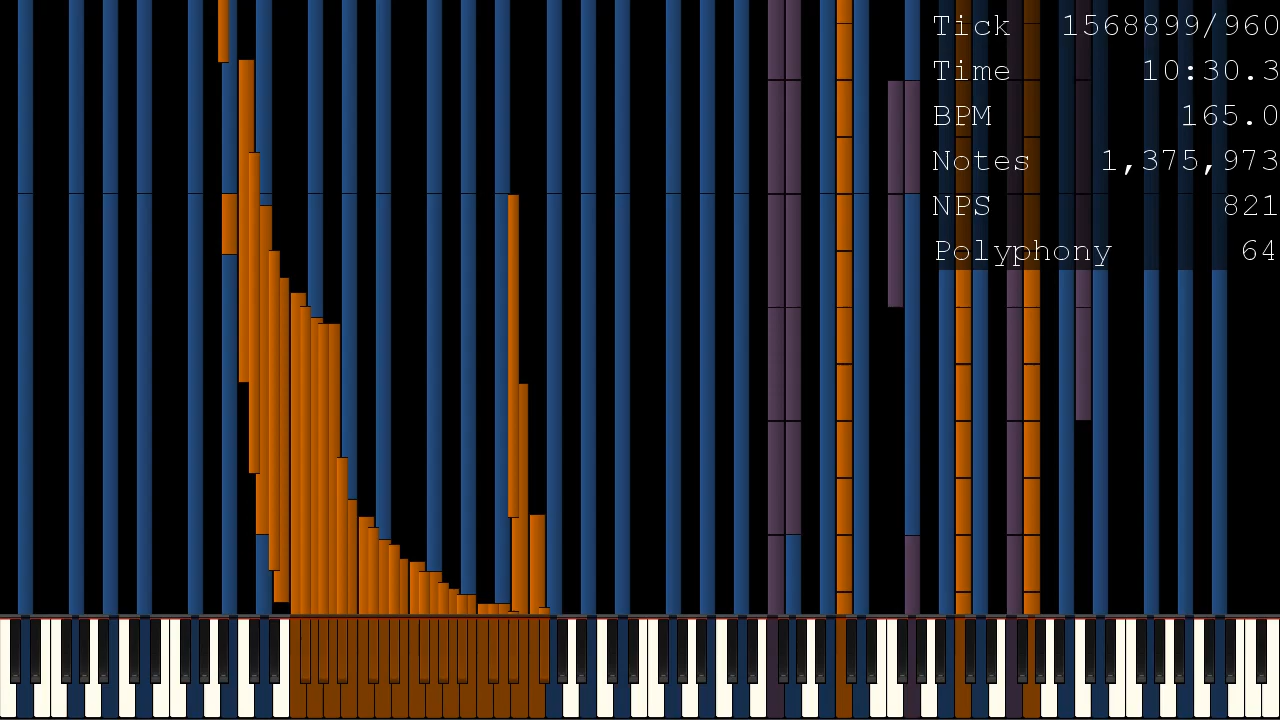 Tick 1568899/960
Time 10:30.3
BPM 165.0
Notes 1,375,973
NPS 821
Polyphony 64